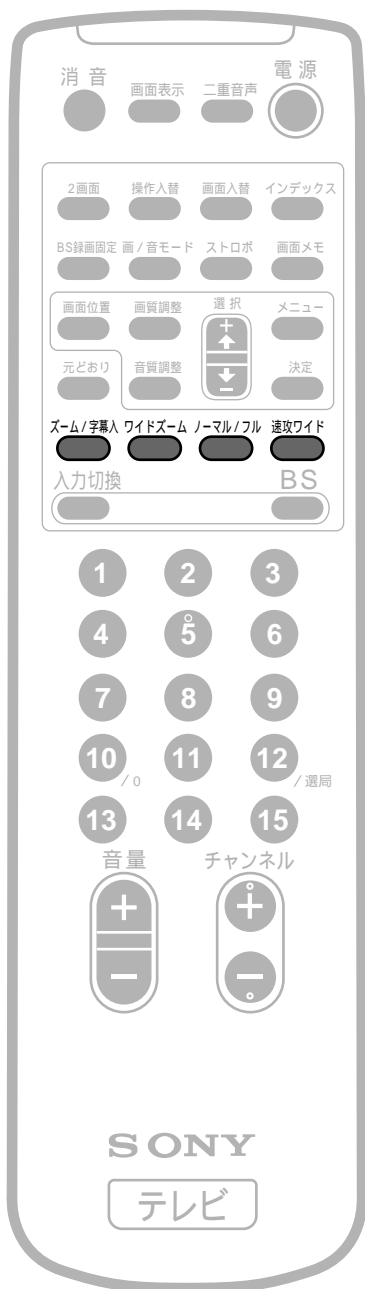 消音 画面表示 二重音声 電源
2画面 操作入替 画面入替 インデックス
BS録画固定 画/音モード ストロボ 画面メモ
画面位置 画質調整 選択 メニュー
+
元どおり 音質調整 決定
−
ズーム/字幕入 ワイドズーム ノーマル/フル 速攻ワイド
入力切換 BS
1 2 3
4 5 6
7 8 9
10/0 11 12/選局
13 14 15
音量 チャンネル
+ +
− −
SONY
テレビ